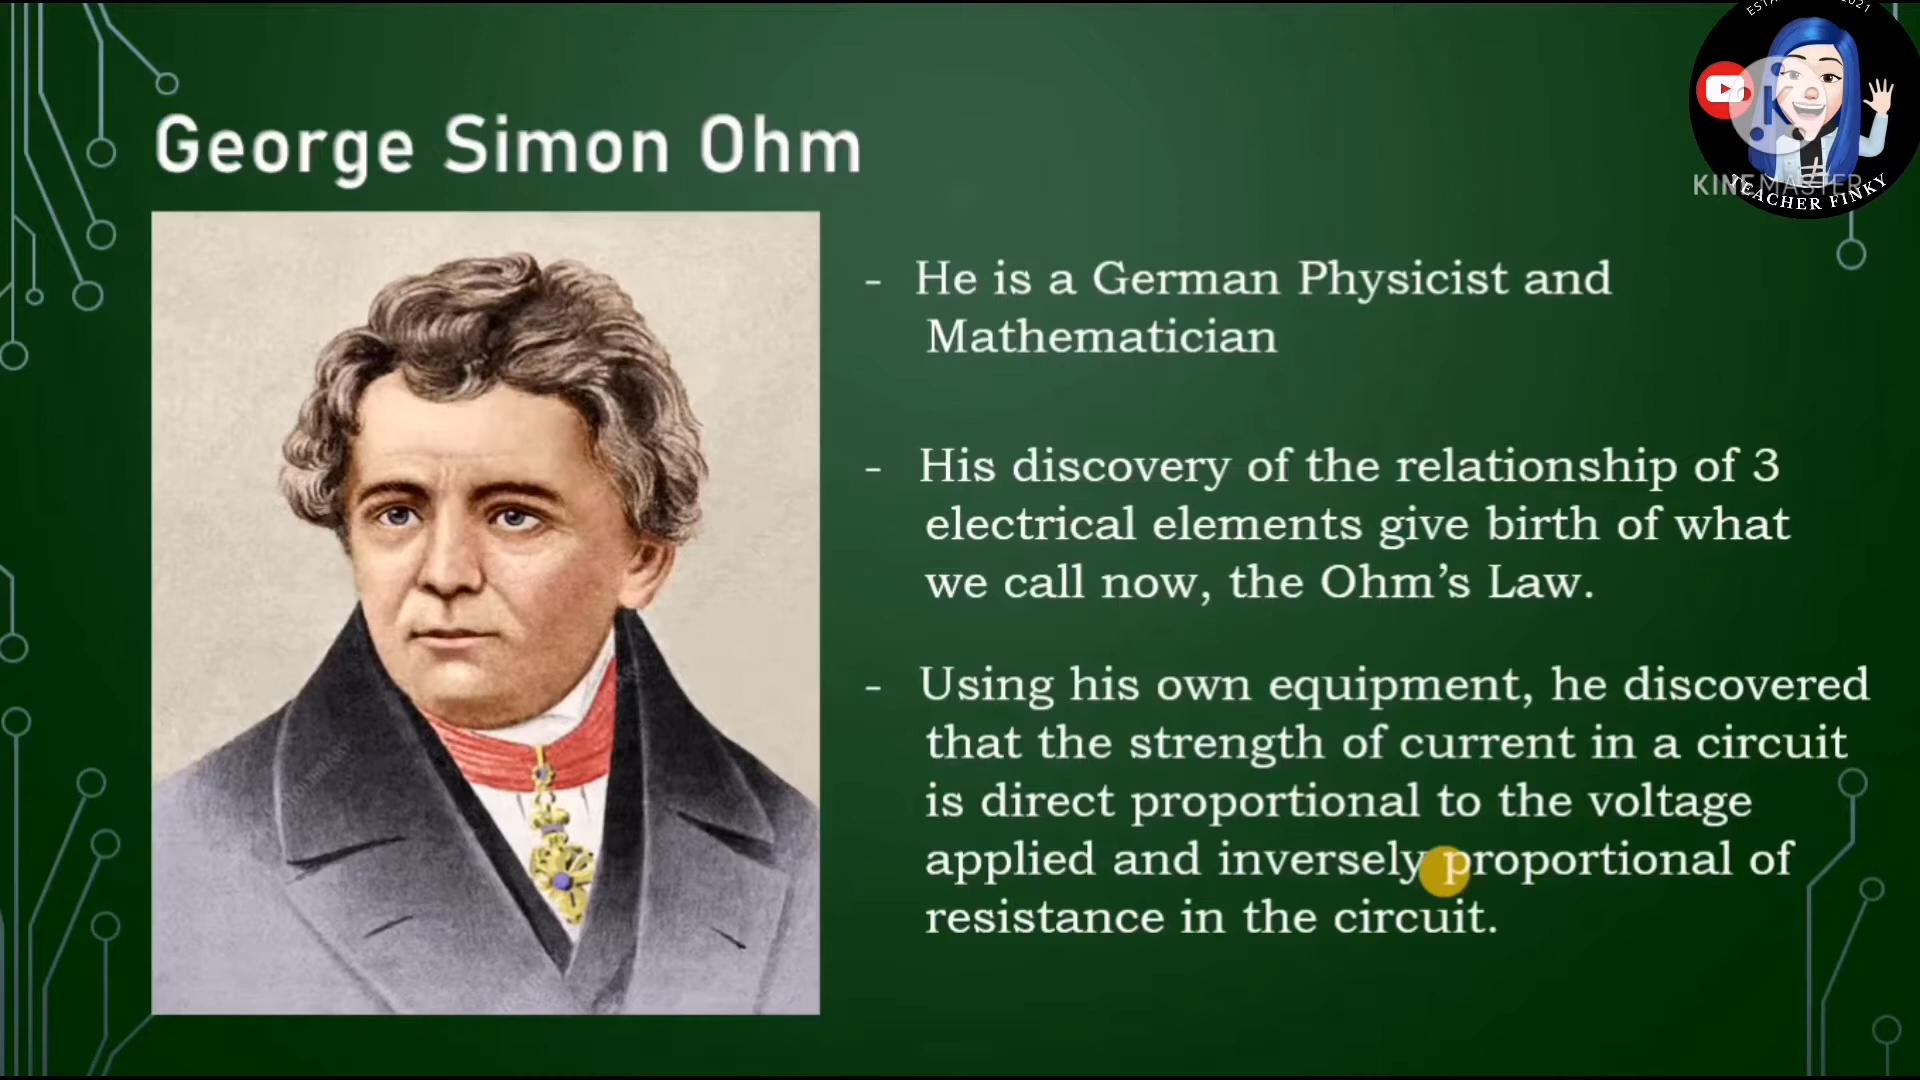 George Simon Ohm
- He is a German Physicist and
Mathematician
- His discovery of the relationship of 3
electrical elements give birth of what
we call now, the Ohm’s Law.
- Using his own equipment, he discovered
that the strength of current in a circuit
is direct proportional to the voltage
applied and inversely proportional of
resistance in the circuit.
2021
K
KINEMASTER
TEACHER FINKY